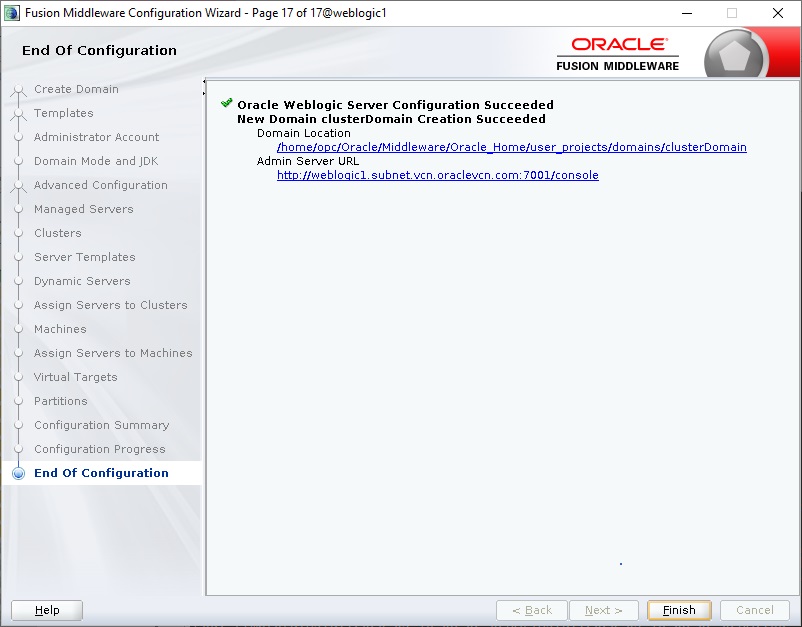 Fusion Middleware Configuration Wizard - Page 17 of 17@weblogic1
End Of Configuration
ORACLE
FUSION MIDDLEWARE
Create Domain
Templates
Administrator Account
Domain Mode and JDK
Advanced Configuration
Managed Servers
Clusters
Server Templates
Dynamic Servers
Assign Servers to Clusters
Machines
Assign Servers to Machines
Virtual Targets
Partitions
Configuration Summary
Configuration Progress
End Of Configuration
Oracle Weblogic Server Configuration Succeeded
New Domain clusterDomain Creation Succeeded
Domain Location
/home/opc/Oracle/Middleware/Oracle_Home/user_projects/domains/clusterDomain
Admin Server URL
http://weblogic1.subnet.vcn.oraclevcn.com:7001/console
Help
< Back
Next >
Finish
Cancel